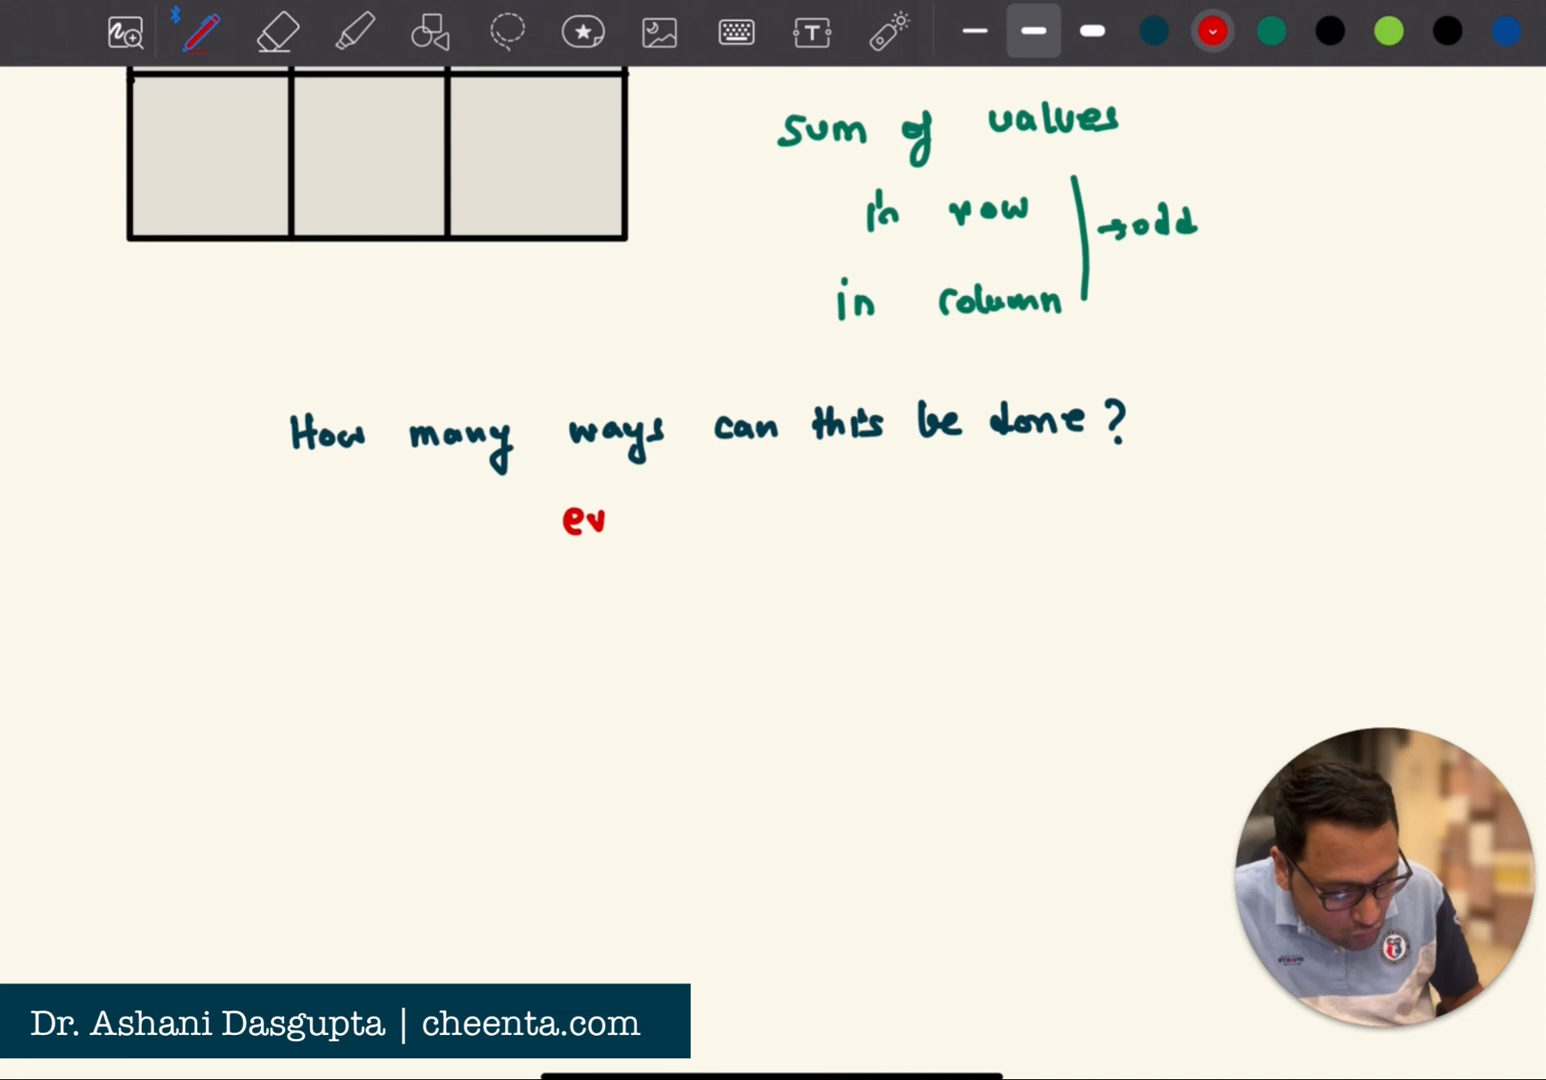 sum of values
in row
→ odd
in column
How many ways can this be done?
ev
Dr. Ashani Dasgupta | cheenta.com